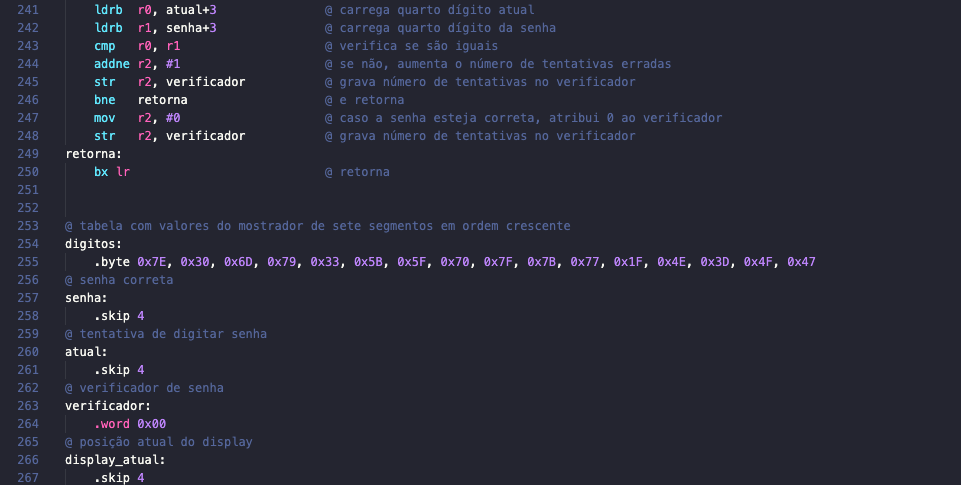 241 ldrb r0, atual+3 @ carrega quarto dígito atual
242 ldrb r1, senha+3 @ carrega quarto dígito da senha
243 cmp r0, r1 @ verifica se são iguais
244 addne r2, #1 @ se não, aumenta o número de tentativas erradas
245 str r2, verificador @ grava número de tentativas no verificador
246 bne retorna @ e retorna
247 mov r2, #0 @ caso a senha esteja correta, atribui 0 ao verificador
248 str r2, verificador @ grava número de tentativas no verificador
249 retorna:
250 bx lr @ retorna
251
252
253 @ tabela com valores do mostrador de sete segmentos em ordem crescente
254 digitos:
255 .byte 0x7E, 0x30, 0x6D, 0x79, 0x33, 0x5B, 0x5F, 0x70, 0x7F, 0x7B, 0x77, 0x1F, 0x4E, 0x3D, 0x4F, 0x47
256 @ senha correta
257 senha:
258 .skip 4
259 @ tentativa de digitar senha
260 atual:
261 .skip 4
262 @ verificador de senha
263 verificador:
264 .word 0x00
265 @ posição atual do display
266 display_atual:
267 .skip 4